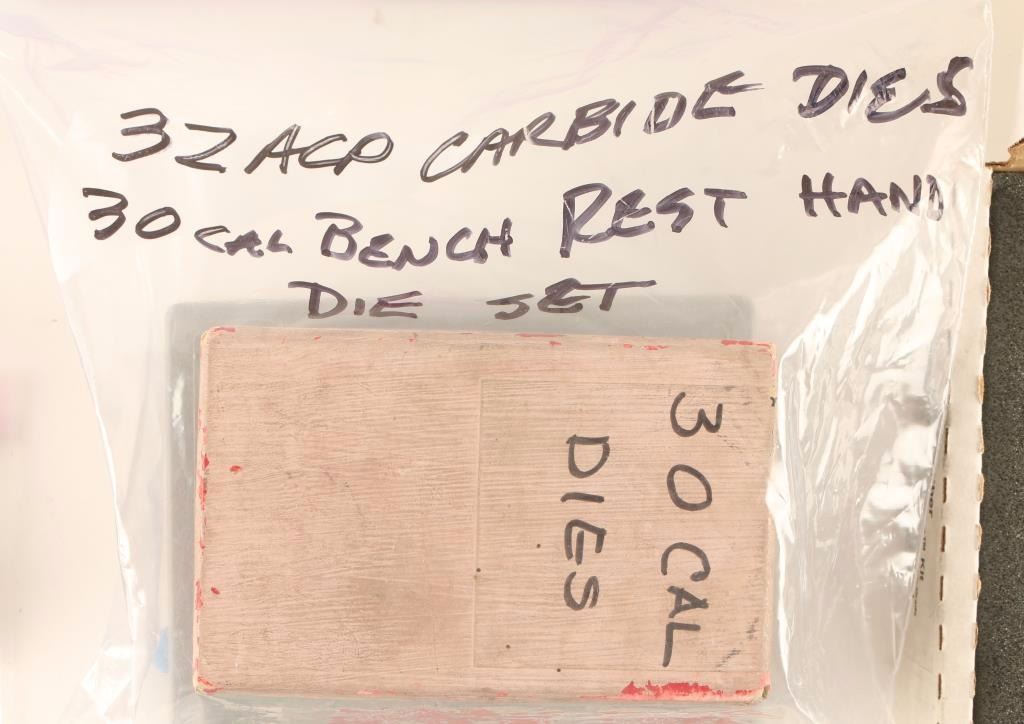 32 ACP CARBIDE DIES
30 CAL BENCH REST HAND
DIE SET
30 CAL
DIES